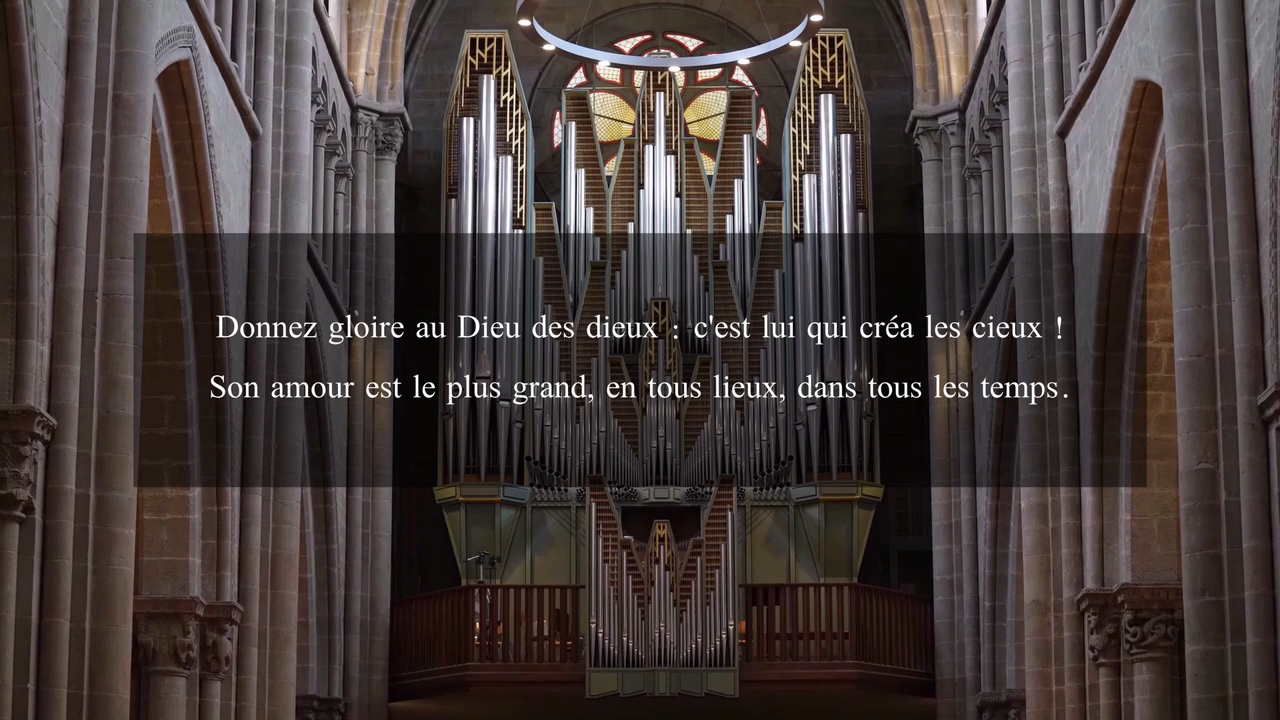 Donnez gloire au Dieu des dieux : c'est lui qui créa les cieux !
Son amour est le plus grand, en tous lieux, dans tous les temps.